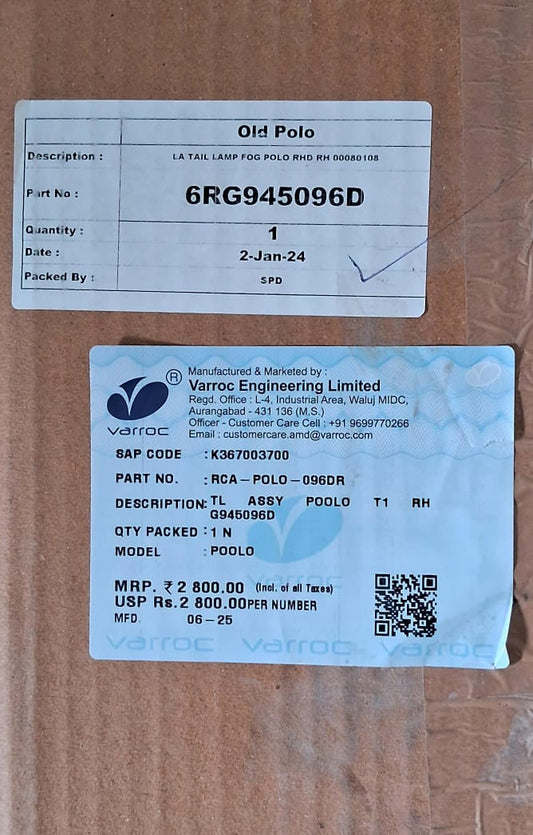 Old Polo
Description : LA TAIL LAMP FOG POLO RHD RH 00080108
Part No : 6RG945096D
Quantity : 1
Date : 2-Jan-24
Packed By : SPD
Manufactured & Marketed by :
® Varroc Engineering Limited
Regd. Office : L-4, Industrial Area, Waluj MIDC,
Aurangabad - 431 136 (M.S.)
Officer - Customer Care Cell : +91 9699770266
Email : customercare.amd@varroc.com
varroc
SAP CODE : K367003700
PART NO. : RCA-POLO-096DR
DESCRIPTION: TL ASSY POOLO T1 RH
G945096D
QTY PACKED : 1 N
MODEL : POOLO
varroc
MRP. ₹ 2 800.00 (Incl. of all Taxes)
USP Rs.2 800.00 PER NUMBER
MFD. 06-25
varroc varroc varroc